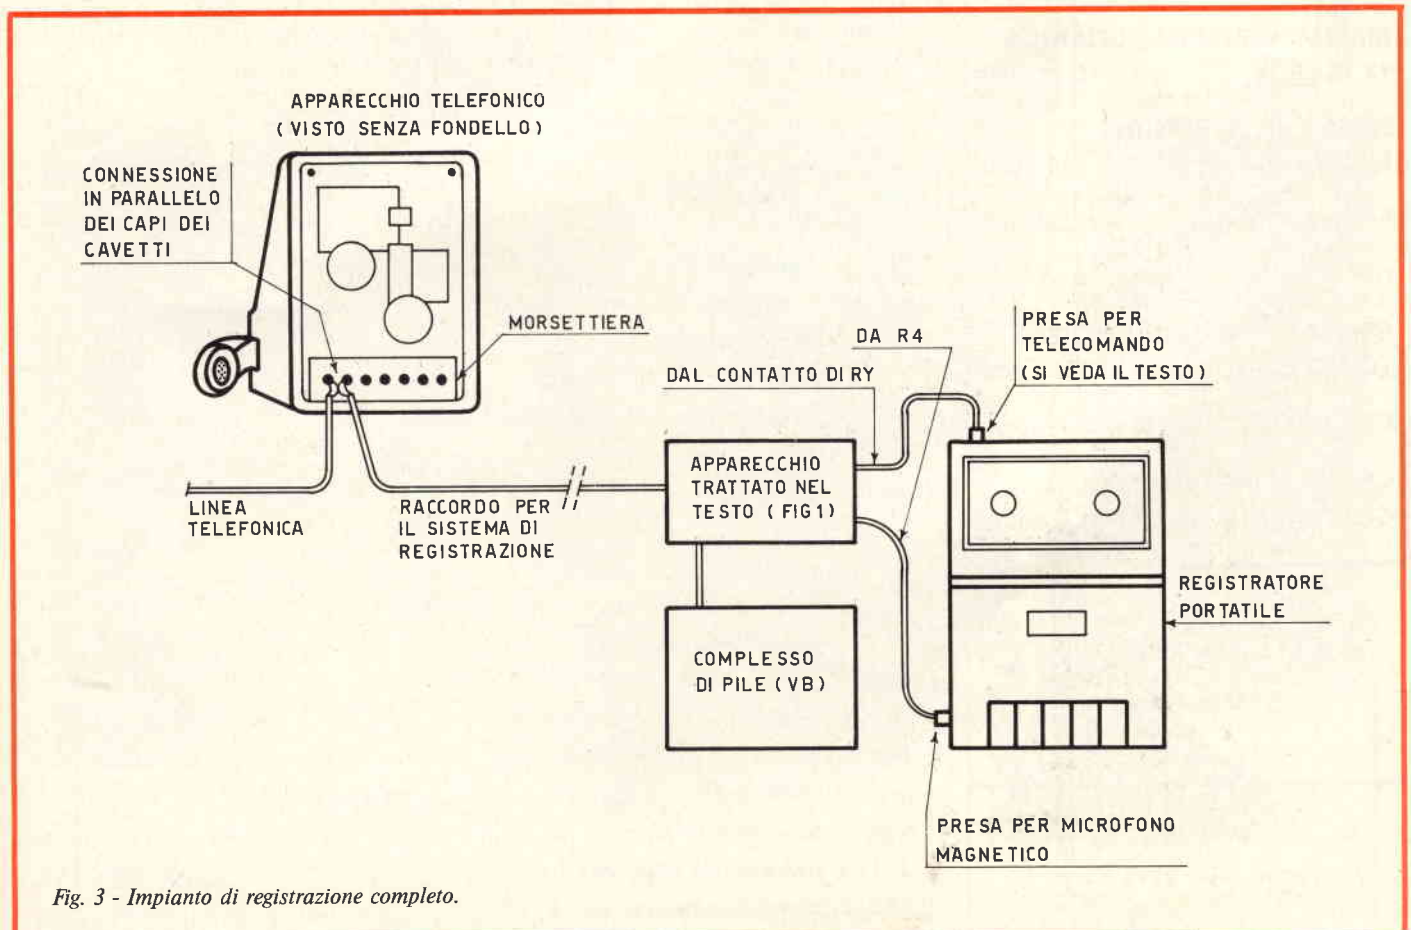 APPARECCHIO TELEFONICO
(VISTO SENZA FONDELLO)
CONNESSIONE
IN PARALLELO
DEI CAPI DEI
CAVETTI
MORSETTIERA
LINEA
TELEFONICA
RACCORDO PER
IL SISTEMA DI
REGISTRAZIONE
DA R4
DAL CONTATTO DI RY
PRESA PER
TELECOMANDO
(SI VEDA IL TESTO)
APPARECCHIO
TRATTATO NEL
TESTO (FIG1)
COMPLESSO
DI PILE (VB)
REGISTRATORE
PORTATILE
PRESA PER MICROFONO
MAGNETICO
Fig. 3 - Impianto di registrazione completo.